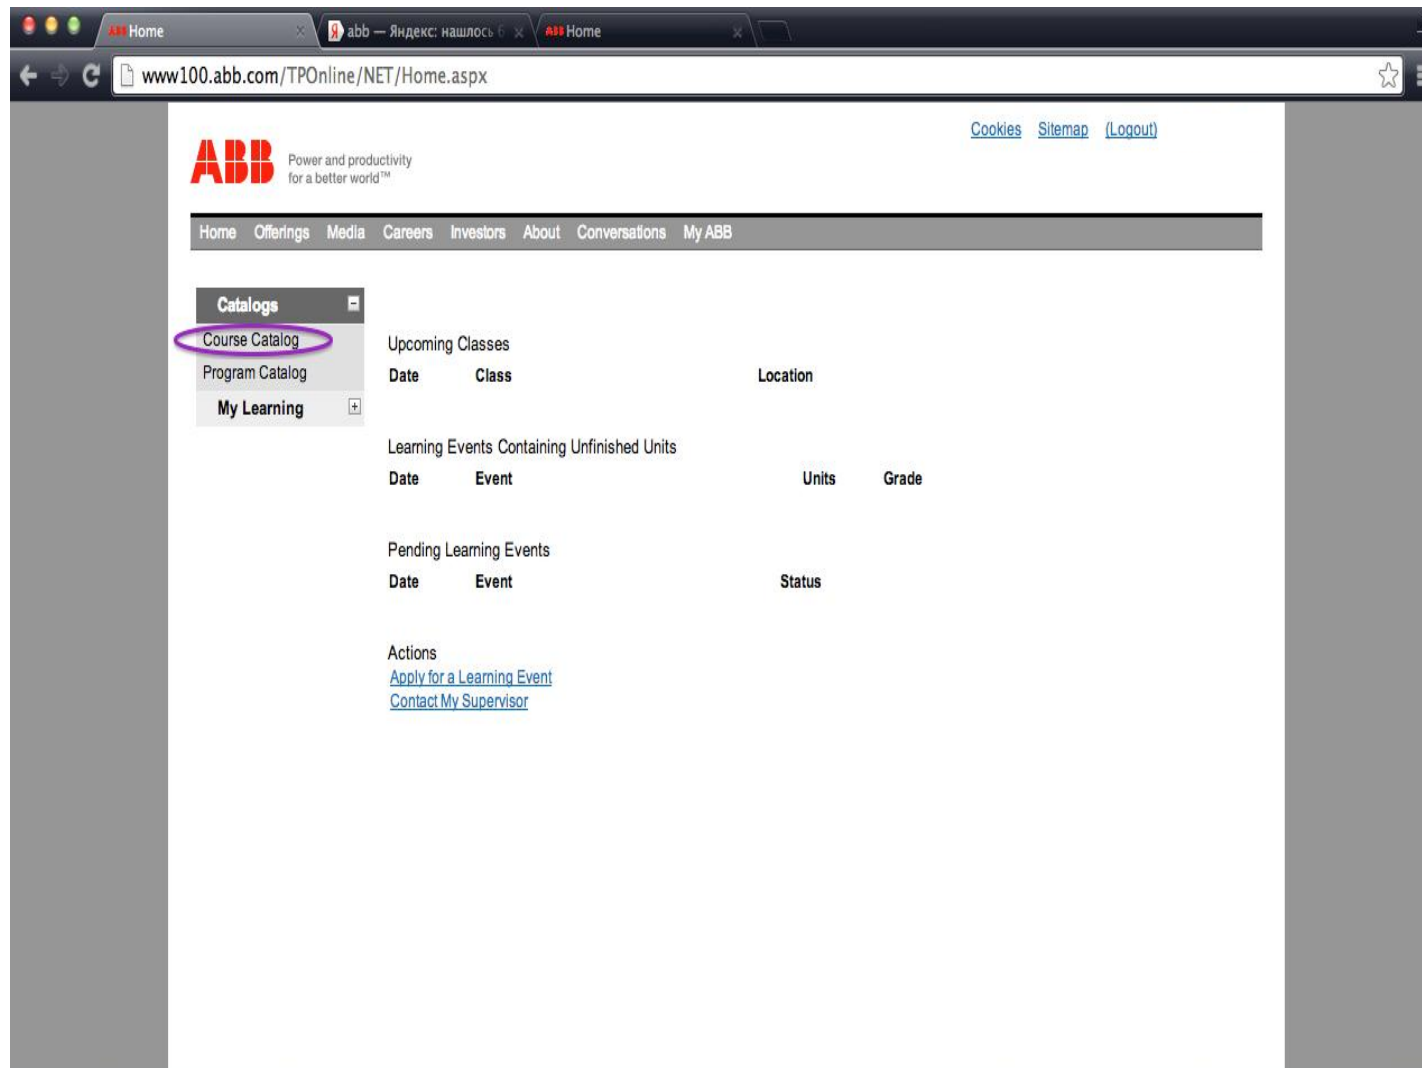 ABB Home
abb — Яндекс: нашлось 6
ABB Home
www100.abb.com/TPOnline/NET/Home.aspx
Cookies Sitemap (Logout)
ABB
Power and productivity
for a better world™
Home Offerings Media Careers Investors About Conversations My ABB
Catalogs
Course Catalog
Program Catalog
My Learning
Upcoming Classes
Date Class Location
Learning Events Containing Unfinished Units
Date Event Units Grade
Pending Learning Events
Date Event Status
Actions
Apply for a Learning Event
Contact My Supervisor